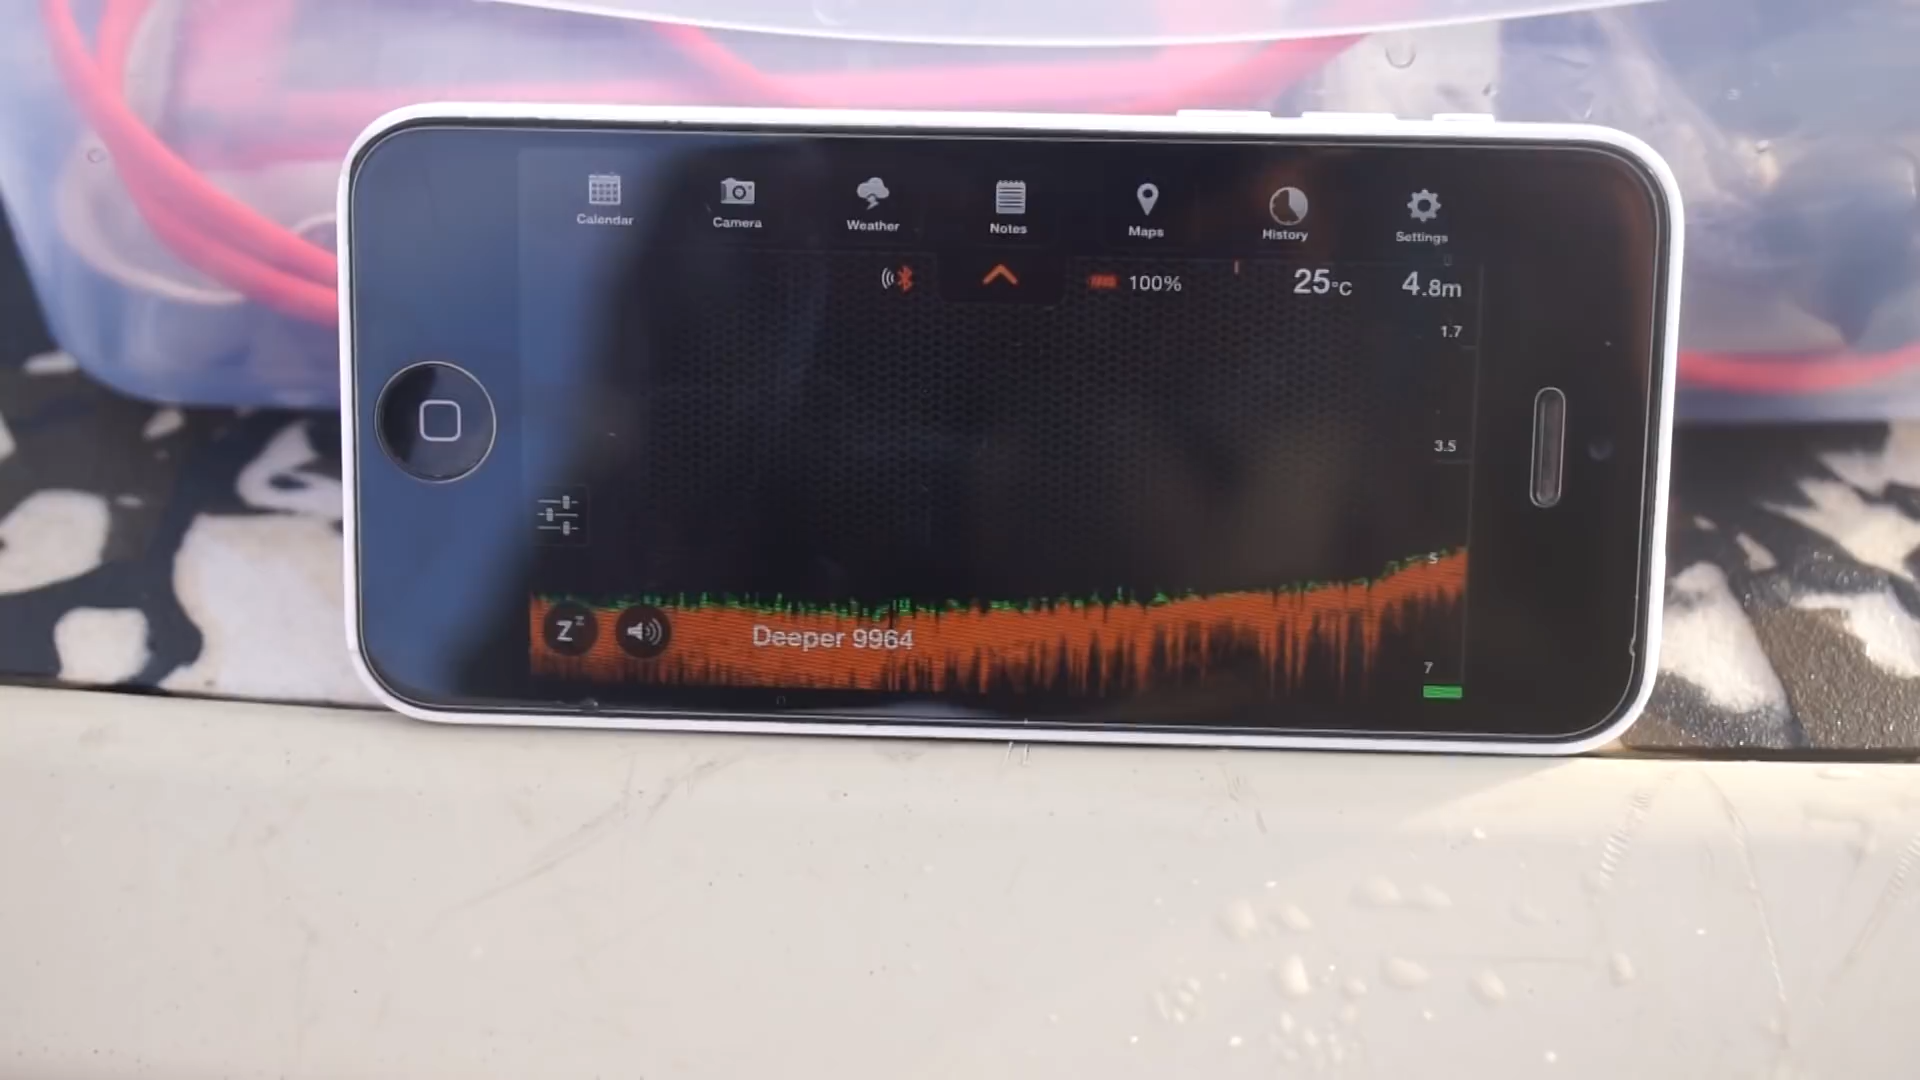 Calendar Camera Weather Notes Maps History Settings
100% 25°C 4.8m
1.7
3.5
5
Zz Deeper 9964
7